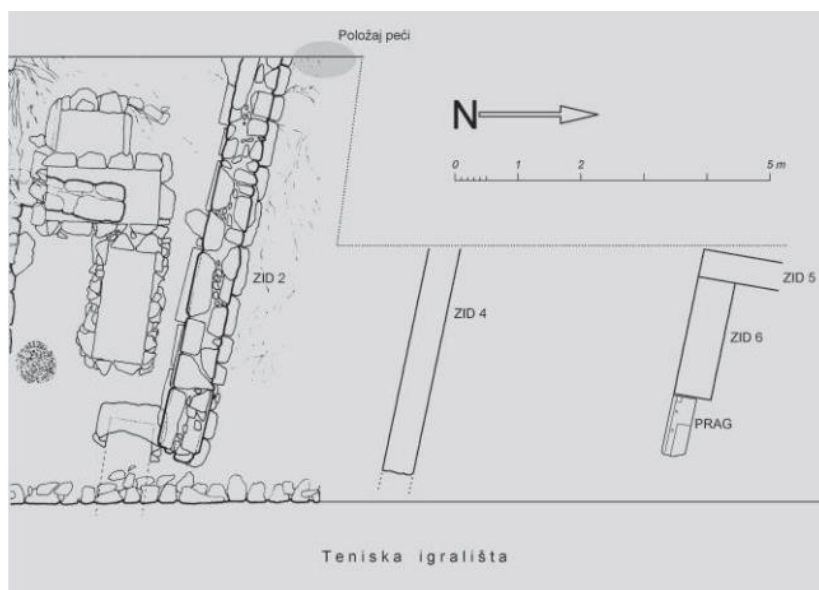 Položaj peći
N
0 1 2 5 m
ZID 2
ZID 5
ZID 4
ZID 6
PRAG
Teniska igrališta